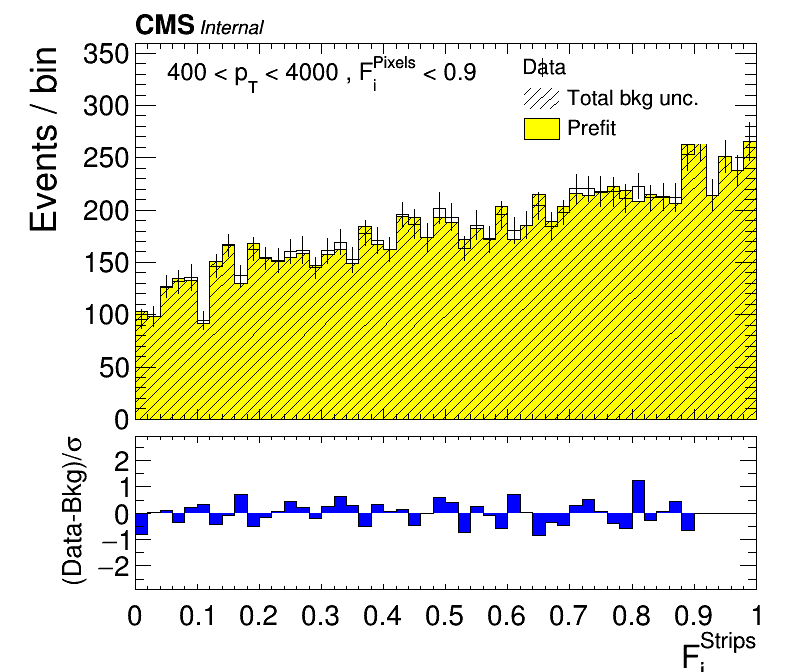 CMS Internal
400 < p_T < 4000 , F_i^Pixels < 0.9
Data
Total bkg unc.
Prefit
Events / bin
350
300
250
200
150
100
50
0
(Data-Bkg)/σ
2
1
0
−1
−2
0 0.1 0.2 0.3 0.4 0.5 0.6 0.7 0.8 0.9 1
F_i^Strips